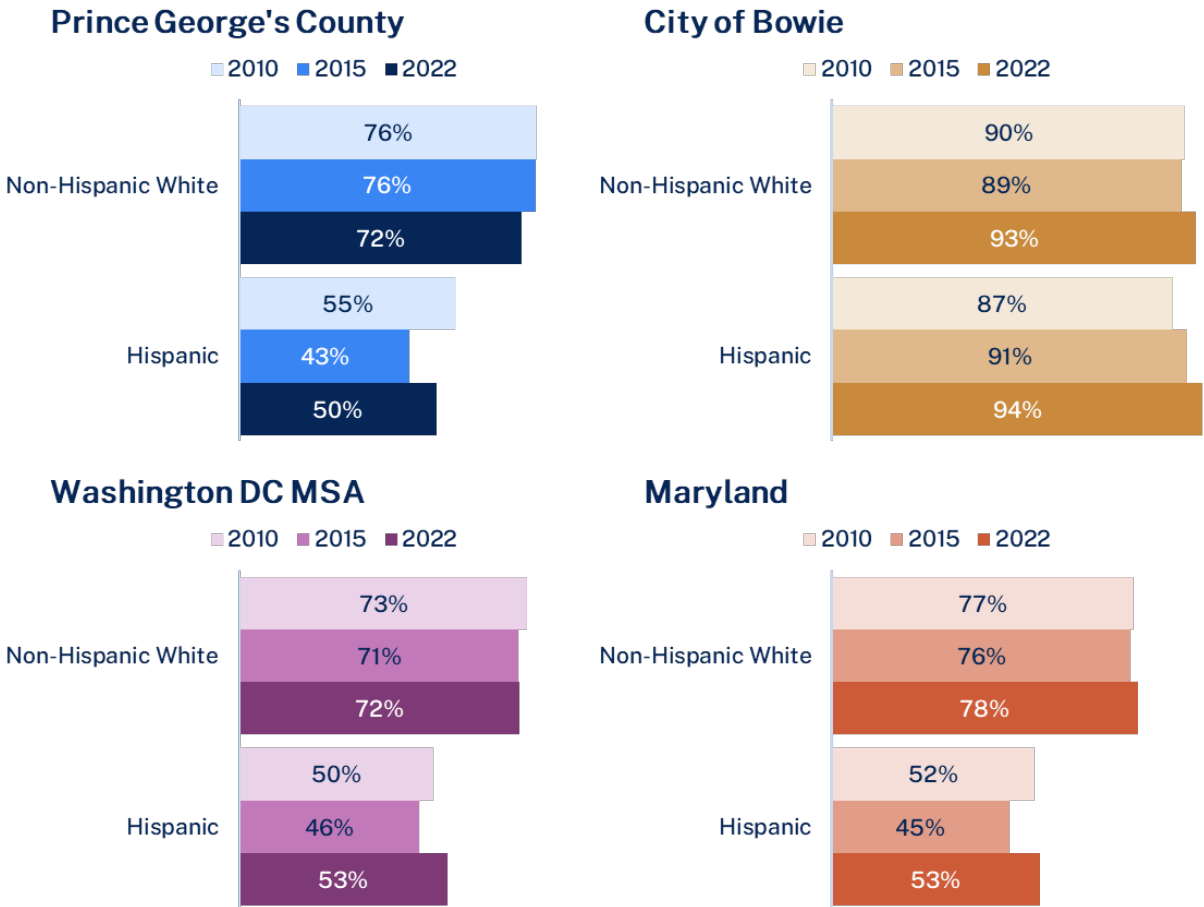 Prince George's County
2010 2015 2022
Non-Hispanic White
76%
76%
72%
Hispanic
55%
43%
50%
City of Bowie
2010 2015 2022
Non-Hispanic White
90%
89%
93%
Hispanic
87%
91%
94%
Washington DC MSA
2010 2015 2022
Non-Hispanic White
73%
71%
72%
Hispanic
50%
46%
53%
Maryland
2010 2015 2022
Non-Hispanic White
77%
76%
78%
Hispanic
52%
45%
53%